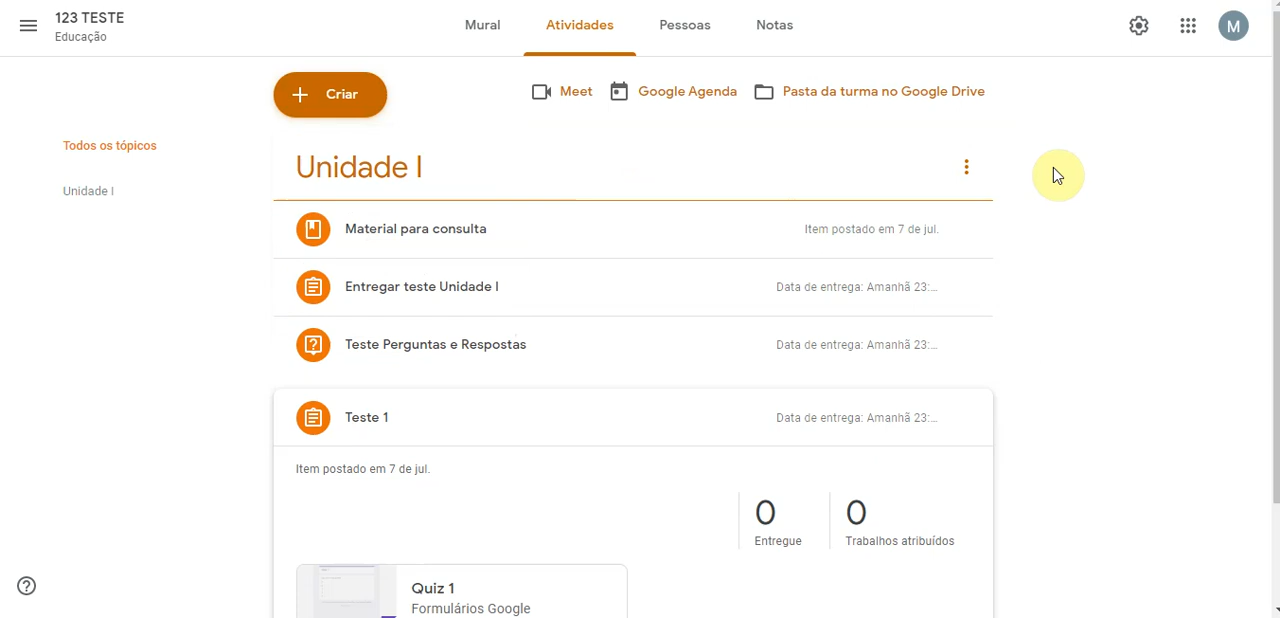 123 TESTE
Educação
Mural
Atividades
Pessoas
Notas
M
Criar
Meet
Google Agenda
Pasta da turma no Google Drive
Todos os tópicos
Unidade I
Unidade I
Material para consulta
Item postado em 7 de jul.
Entregar teste Unidade I
Data de entrega: Amanhã 23:...
Teste Perguntas e Respostas
Data de entrega: Amanhã 23:...
Teste 1
Data de entrega: Amanhã 23:...
Item postado em 7 de jul.
0
Entregue
0
Trabalhos atribuídos
Quiz 1
Formulários Google